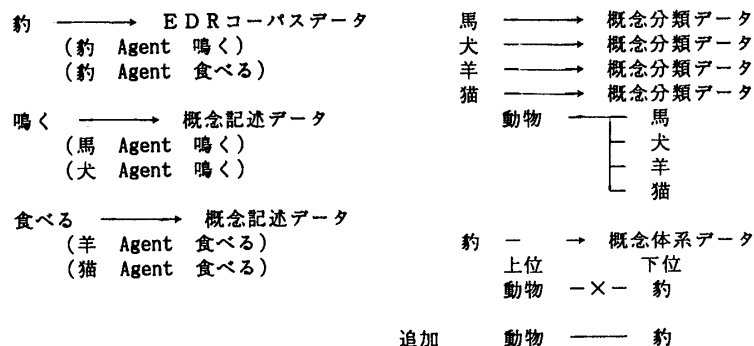 豹 ───→ EDRコーパスデータ
(豹 Agent 鳴く)
(豹 Agent 食べる)
鳴く ───→ 概念記述データ
(馬 Agent 鳴く)
(犬 Agent 鳴く)
食べる ───→ 概念記述データ
(羊 Agent 食べる)
(猫 Agent 食べる)
馬 ───→ 概念分類データ
犬 ───→ 概念分類データ
羊 ───→ 概念分類データ
猫 ───→ 概念分類データ
動物 馬
犬
羊
猫
豹 ― → 概念体系データ
上位 下位
動物 −×− 豹
追加 動物 ── 豹